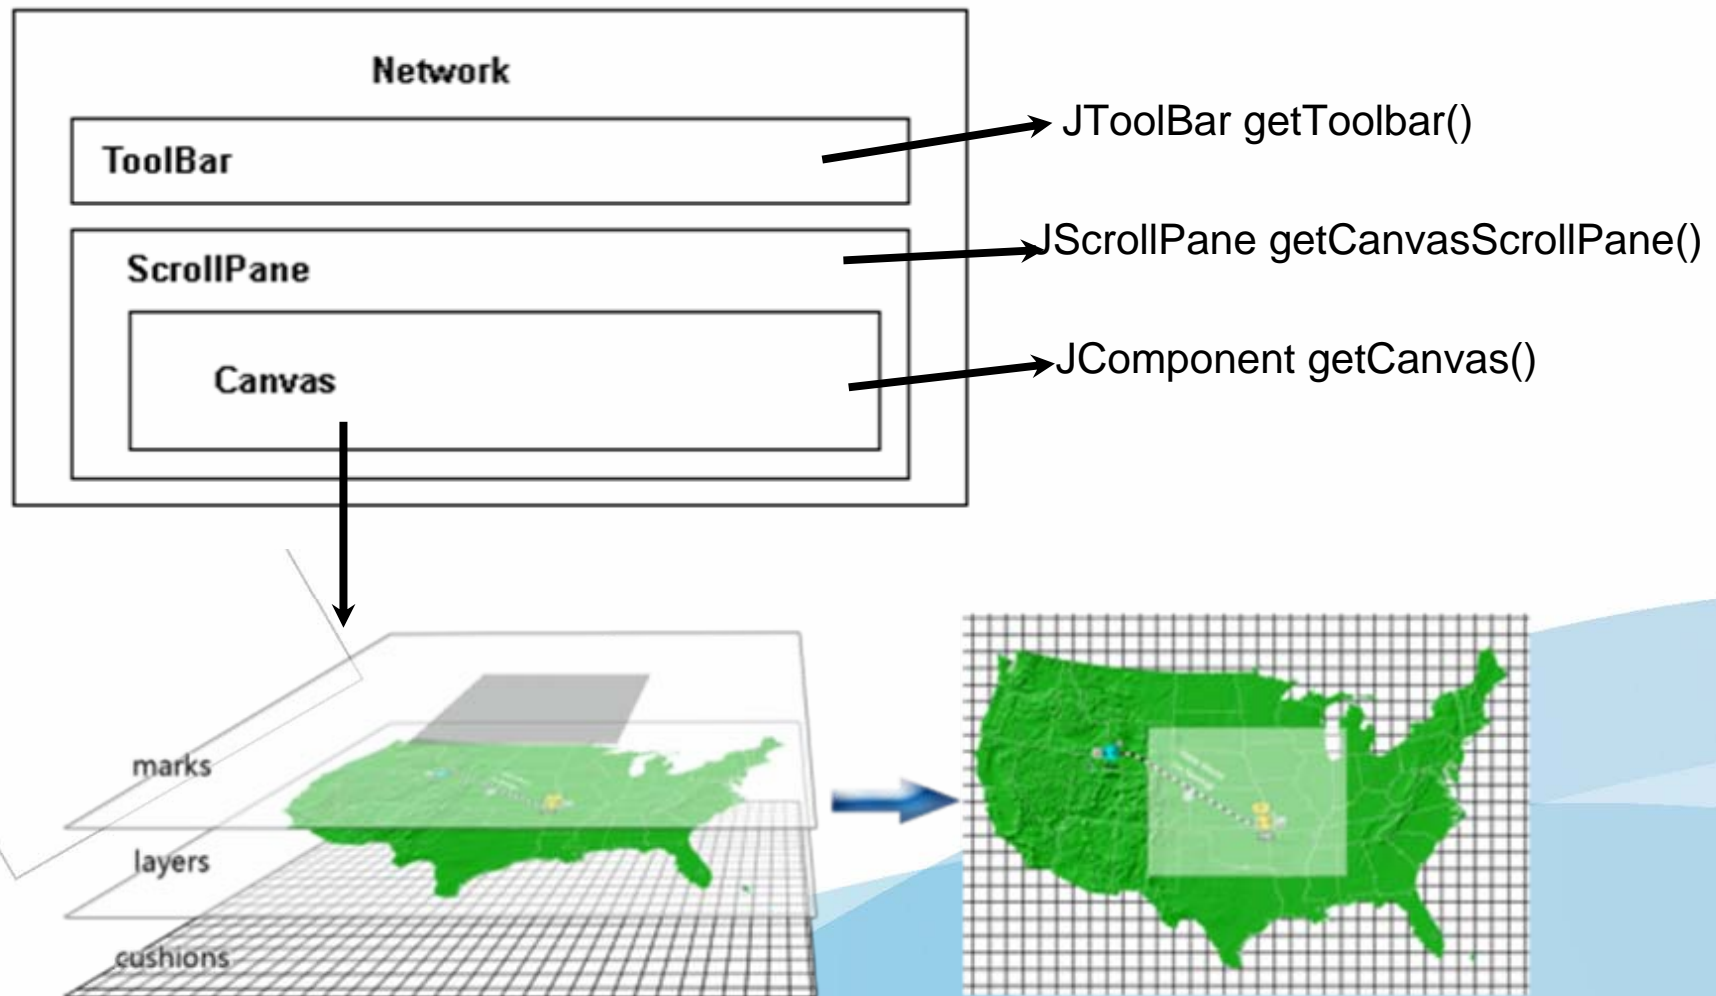 Network
ToolBar
JToolBar getToolbar()
ScrollPane
JScrollPane getCanvasScrollPane()
Canvas
JComponent getCanvas()
marks
layers
cushions